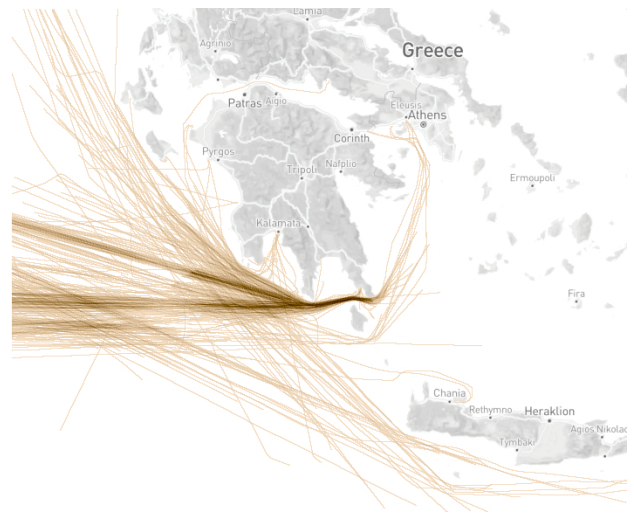 Lamia
Agrinio
Greece
Patras
Aigio
Eleusis
Athens
Corinth
Pyrgos
Tripoli
Nafplio
Ermoupoli
Kalamata
Fira
Chania
Rethymno
Heraklion
Agios Nikolao
Tymbaki